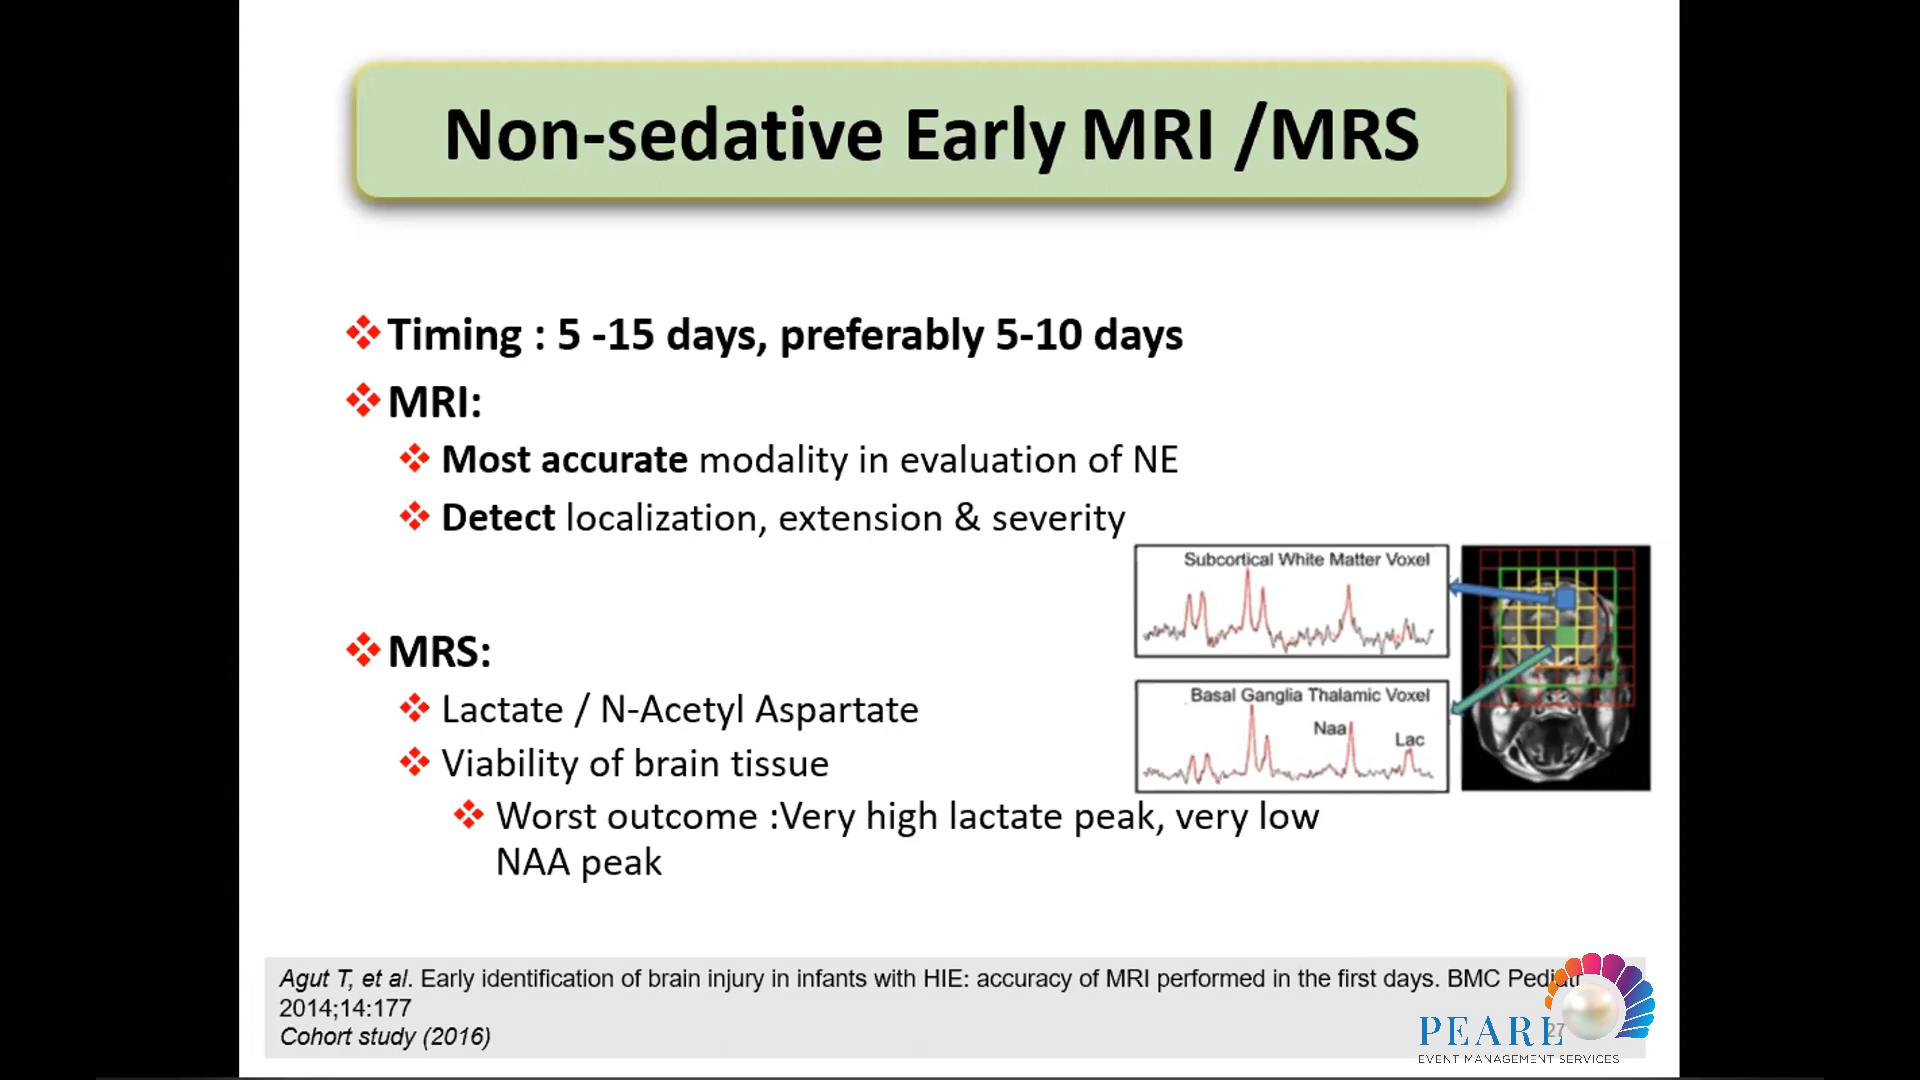 Non-sedative Early MRI /MRS
Timing : 5 -15 days, preferably 5-10 days
MRI:
Most accurate modality in evaluation of NE
Detect localization, extension & severity
Subcortical White Matter Voxel
MRS:
Lactate / N-Acetyl Aspartate
Viability of brain tissue
Basal Ganglia Thalamic Voxel
Naa
Lac
Worst outcome :Very high lactate peak, very low
NAA peak
Agut T, et al. Early identification of brain injury in infants with HIE: accuracy of MRI performed in the first days. BMC Pediatr
2014;14:177
Cohort study (2016)
27
PEARL
EVENT MANAGEMENT SERVICES